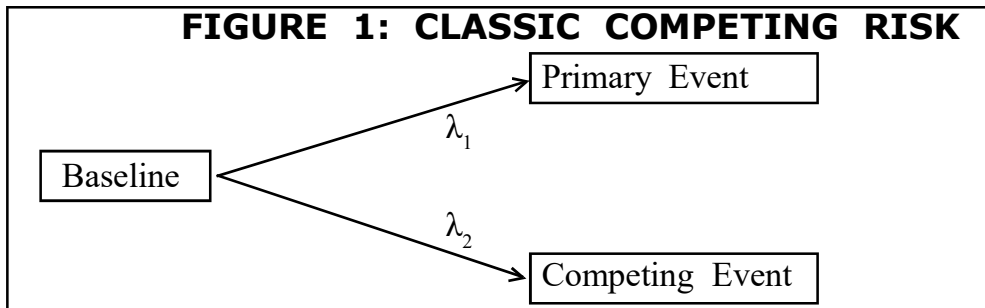 FIGURE 1: CLASSIC COMPETING RISK
Primary Event
λ₁
Baseline
λ₂
Competing Event